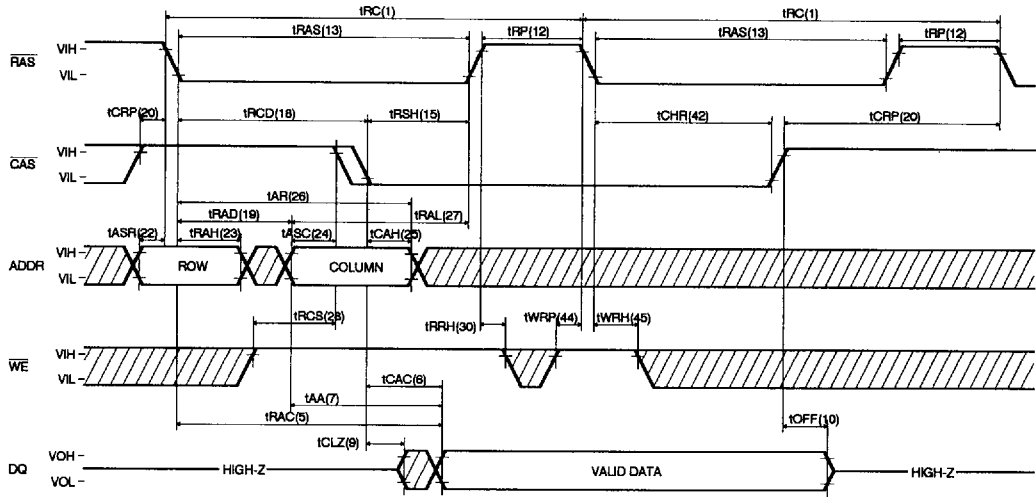 tRC(1) tRC(1)
tRAS(13) tRP(12) tRAS(13) tRP(12)
RAS VIH
VIL
tCRP(20) tRCD(18) tRSH(15) tCHR(42) tCRP(20)
CAS VIH
VIL
tAR(26)
tRAD(19) tRAL(27)
tASR(22) tRAH(23) tASC(24) tCAH(25)
ADDR VIH ROW COLUMN
VIL
tRCS(28) tRRH(30) tWRP(44) tWRH(45)
WE VIH
VIL
tCAC(6)
tAA(7)
tRAC(5) tOFF(10)
tCLZ(9)
DQ VOH HIGH-Z VALID DATA HIGH-Z
VOL